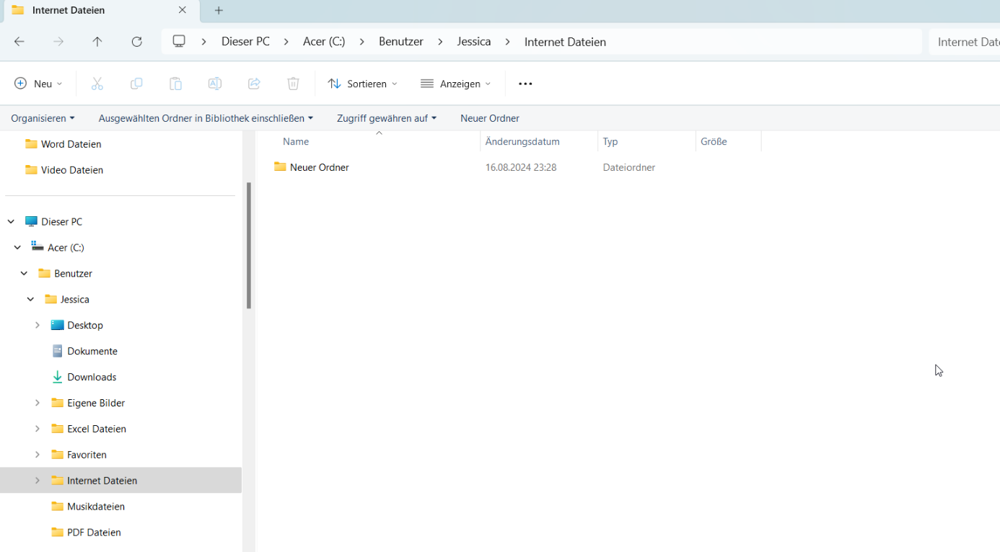 Internet Dateien
Dieser PC > Acer (C:) > Benutzer > Jessica > Internet Dateien
Internet Date
Neu
Sortieren
Anzeigen
Organisieren
Ausgewählten Ordner in Bibliothek einschließen
Zugriff gewähren auf
Neuer Ordner
Word Dateien
Video Dateien
Dieser PC
Acer (C:)
Benutzer
Jessica
Desktop
Dokumente
Downloads
Eigene Bilder
Excel Dateien
Favoriten
Internet Dateien
Musikdateien
PDF Dateien
Name Änderungsdatum Typ Größe
Neuer Ordner 16.08.2024 23:28 Dateiordner